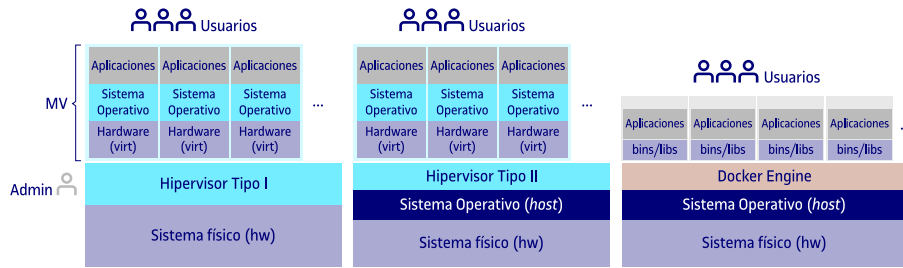 Usuarios
Aplicaciones Aplicaciones Aplicaciones
Sistema Operativo Sistema Operativo Sistema Operativo ...
Hardware (virt) Hardware (virt) Hardware (virt)
MV
Admin
Hipervisor Tipo I
Sistema físico (hw)
Usuarios
Aplicaciones Aplicaciones Aplicaciones
Sistema Operativo Sistema Operativo Sistema Operativo ...
Hardware (virt) Hardware (virt) Hardware (virt)
Hipervisor Tipo II
Sistema Operativo (host)
Sistema físico (hw)
Usuarios
Aplicaciones Aplicaciones Aplicaciones Aplicaciones
bins/libs bins/libs bins/libs bins/libs
Docker Engine
Sistema Operativo (host)
Sistema físico (hw)